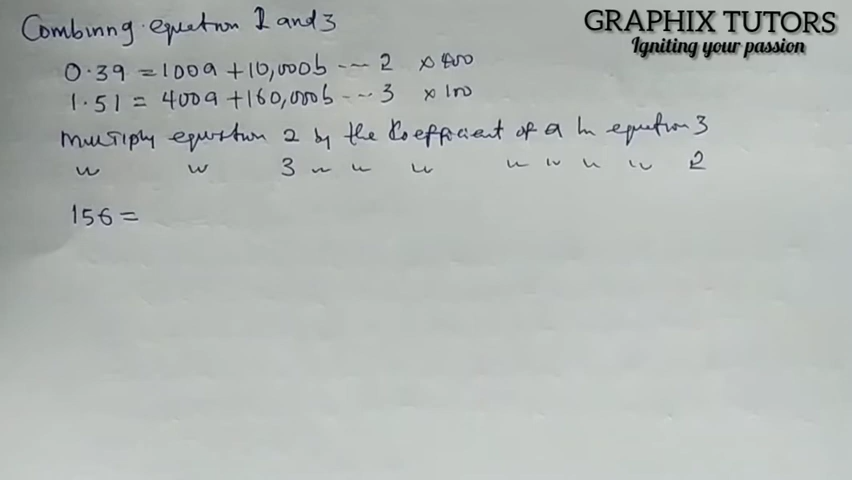 GRAPHIX TUTORS
Igniting your passion
Combining equation 2 and 3
0.39 = 100a + 10,000b --- 2 × 400
1.51 = 400a + 160,000b --- 3 × 100
Multiply equation 2 by the Coefficient of a in equation 3
" " 3 " " " " " " " 2
156 =